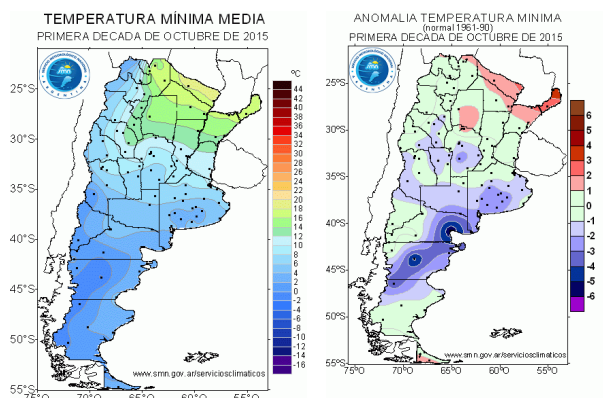 TEMPERATURA MÍNIMA MEDIA
PRIMERA DECADA DE OCTUBRE DE 2015
ºC
44
42
40
38
36
34
32
30
28
26
24
22
20
18
16
14
12
10
8
6
4
2
0
-2
-4
-6
-8
-10
-12
-14
-16
25°S
30°S
35°S
40°S
45°S
50°S
55°S
75°W
70°W
65°W
60°W
55°W
www.smn.gov.ar/serviciosclimaticos
ANOMALIA TEMPERATURA MINIMA
(normal 1961-90)
PRIMERA DECADA DE OCTUBRE DE 2015
6
5
4
3
2
1
0
-1
-2
-3
-4
-5
-6
25°S
30°S
35°S
40°S
45°S
50°S
55°S
75°W
70°W
65°W
60°W
55°W
www.smn.gov.ar/serviciosclimaticos